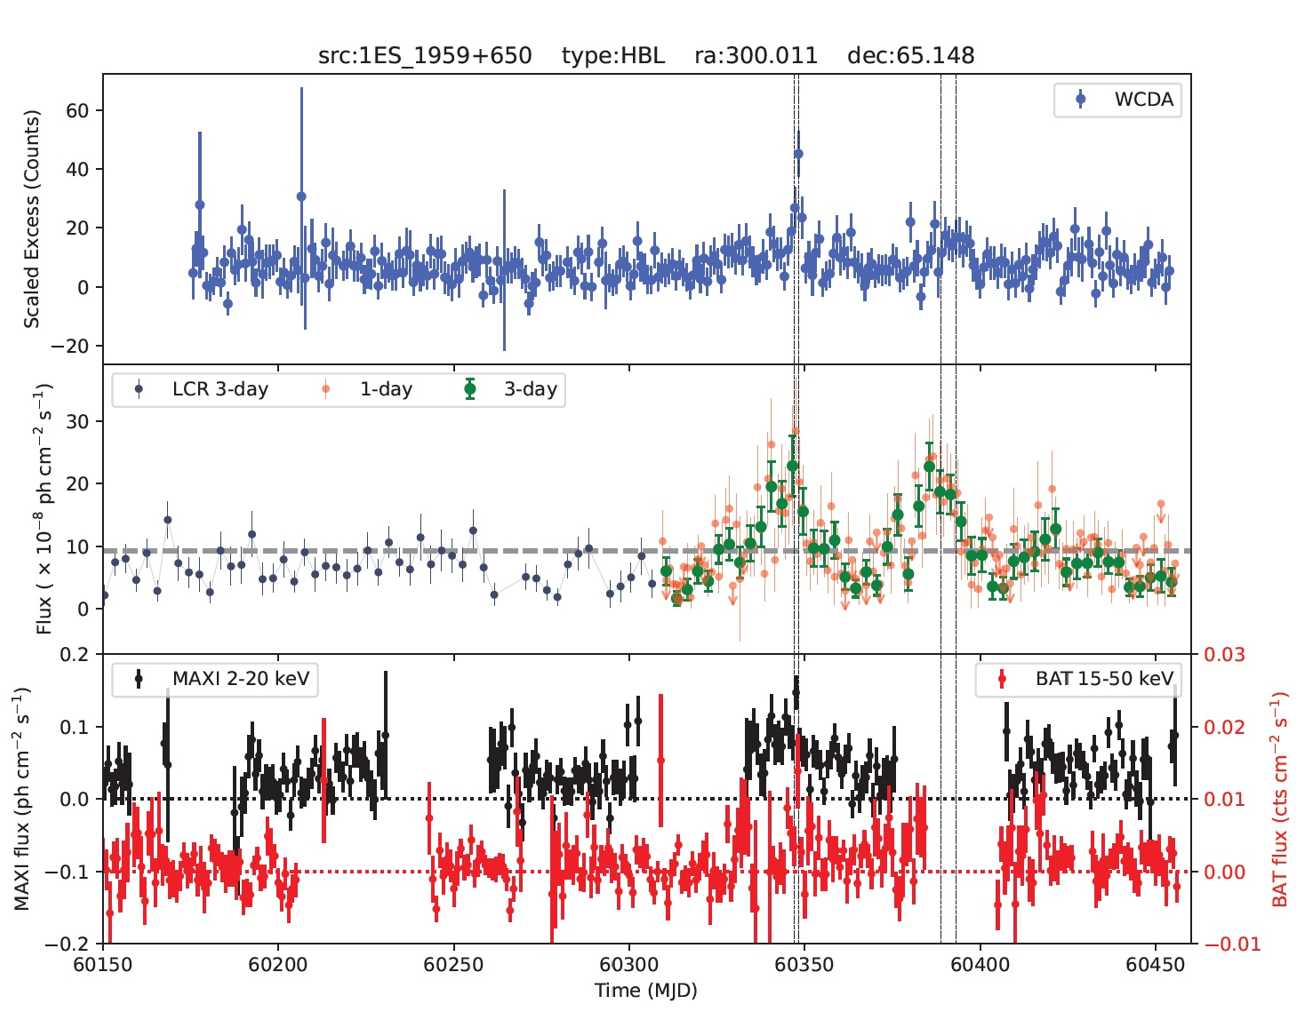 src:1ES_1959+650 type:HBL ra:300.011 dec:65.148
Scaled Excess (Counts)
60
40
20
0
−20
WCDA
Flux ( × 10⁻⁸ ph cm⁻² s⁻¹)
30
20
10
0
LCR 3-day 1-day 3-day
MAXI flux (ph cm⁻² s⁻¹)
0.2
0.1
0.0
−0.1
−0.2
MAXI 2-20 keV
BAT 15-50 keV
0.03
0.02
0.01
0.00
−0.01
BAT flux (cts cm⁻² s⁻¹)
60150 60200 60250 60300 60350 60400 60450
Time (MJD)